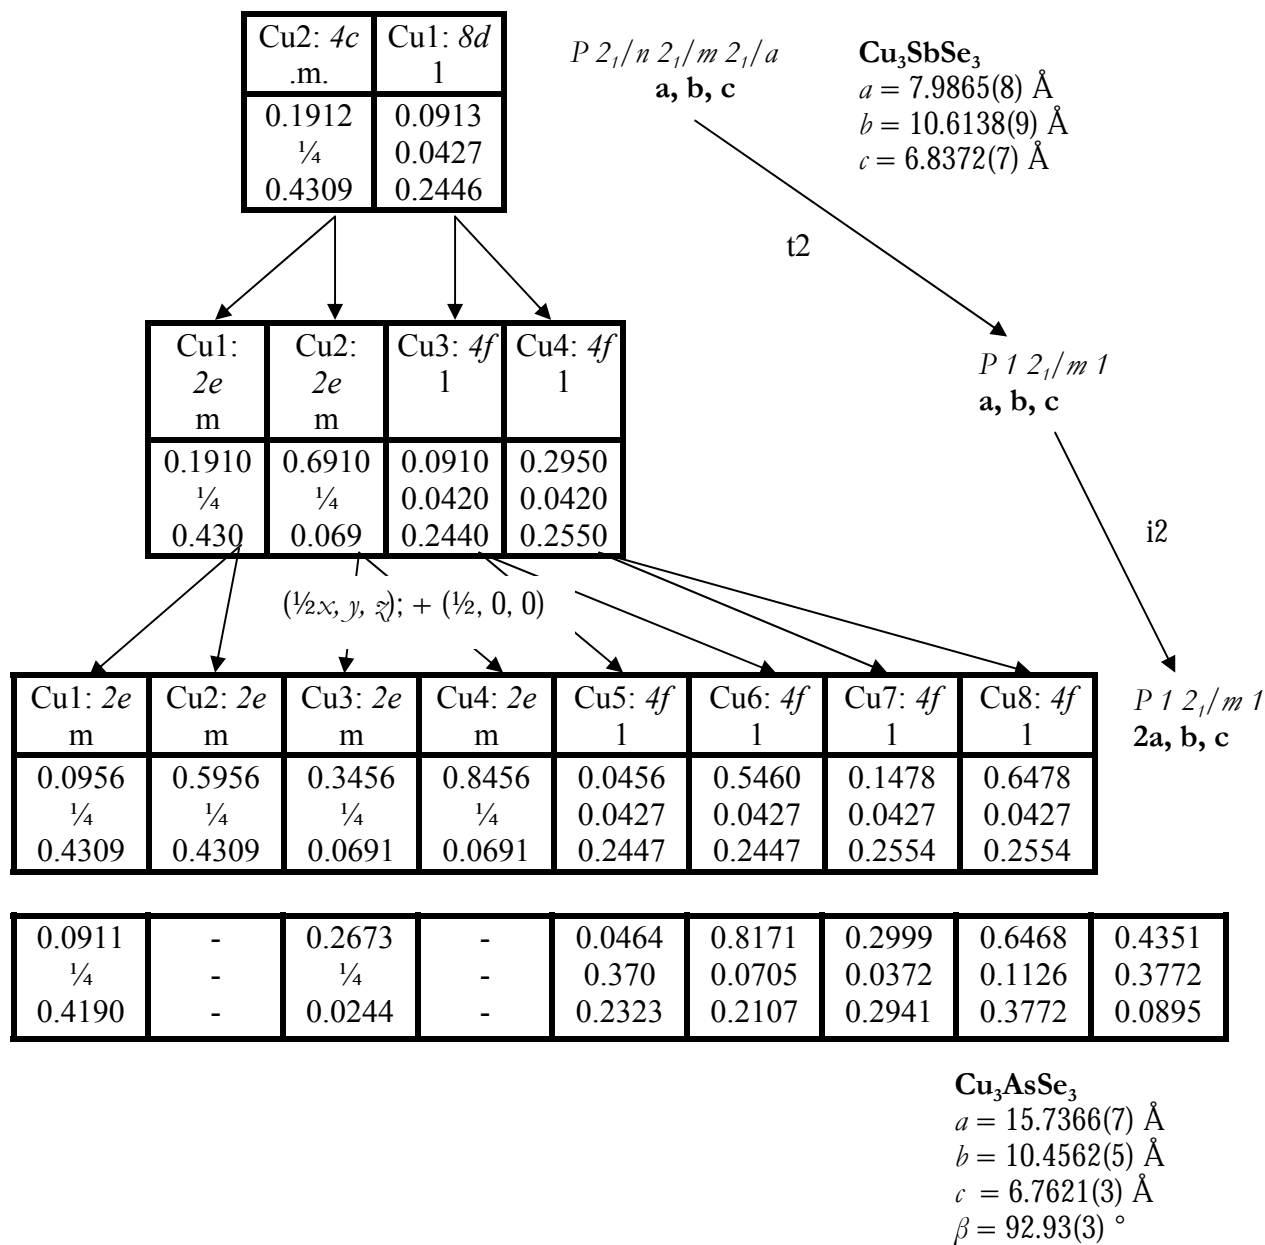 Cu2: 4c Cu1: 8d
.m. 1
0.1912 0.0913
¼ 0.0427
0.4309 0.2446
P 2₁/n 2₁/m 2₁/a
a, b, c
Cu₃SbSe₃
a = 7.9865(8) Å
b = 10.6138(9) Å
c = 6.8372(7) Å
t2
Cu1: Cu2: Cu3: 4f Cu4: 4f
2e 2e 1 1
m m
0.1910 0.6910 0.0910 0.2950
¼ ¼ 0.0420 0.0420
0.430 0.069 0.2440 0.2550
P 1 2₁/m 1
a, b, c
i2
(½x, y, z); + (½, 0, 0)
Cu1: 2e Cu2: 2e Cu3: 2e Cu4: 2e Cu5: 4f Cu6: 4f Cu7: 4f Cu8: 4f
m m m m 1 1 1 1
0.0956 0.5956 0.3456 0.8456 0.0456 0.5460 0.1478 0.6478
¼ ¼ ¼ ¼ 0.0427 0.0427 0.0427 0.0427
0.4309 0.4309 0.0691 0.0691 0.2447 0.2447 0.2554 0.2554
P 1 2₁/m 1
2a, b, c
0.0911 - 0.2673 - 0.0464 0.8171 0.2999 0.6468 0.4351
¼ - ¼ - 0.370 0.0705 0.0372 0.1126 0.3772
0.4190 - 0.0244 - 0.2323 0.2107 0.2941 0.3772 0.0895
Cu₃AsSe₃
a = 15.7366(7) Å
b = 10.4562(5) Å
c = 6.7621(3) Å
β = 92.93(3) °